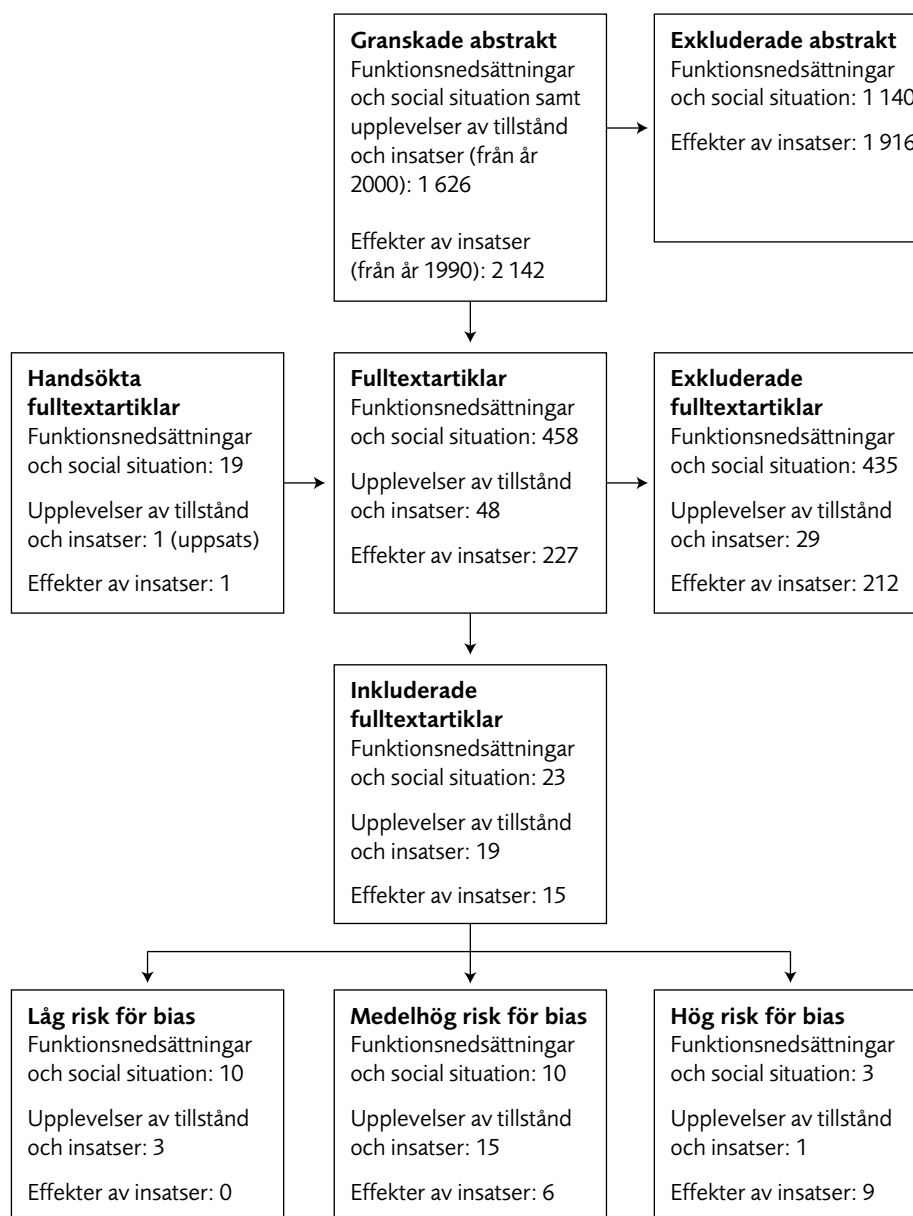 Granskade abstrakt
Funktionsnedsättningar
och social situation samt
upplevelser av tillstånd
och insatser (från år
2000): 1 626
Effekter av insatser
(från år 1990): 2 142
Exkluderade abstrakt
Funktionsnedsättningar
och social situation: 1 140
Effekter av insatser: 1 916
Handsökta
fulltextartiklar
Funktionsnedsättningar
och social situation: 19
Upplevelser av tillstånd
och insatser: 1 (uppsats)
Effekter av insatser: 1
Fulltextartiklar
Funktionsnedsättningar
och social situation: 458
Upplevelser av tillstånd
och insatser: 48
Effekter av insatser: 227
Exkluderade
fulltextartiklar
Funktionsnedsättningar
och social situation: 435
Upplevelser av tillstånd
och insatser: 29
Effekter av insatser: 212
Inkluderade
fulltextartiklar
Funktionsnedsättningar
och social situation: 23
Upplevelser av tillstånd
och insatser: 19
Effekter av insatser: 15
Låg risk för bias
Funktionsnedsättningar
och social situation: 10
Upplevelser av tillstånd
och insatser: 3
Effekter av insatser: 0
Medelhög risk för bias
Funktionsnedsättningar
och social situation: 10
Upplevelser av tillstånd
och insatser: 15
Effekter av insatser: 6
Hög risk för bias
Funktionsnedsättningar
och social situation: 3
Upplevelser av tillstånd
och insatser: 1
Effekter av insatser: 9